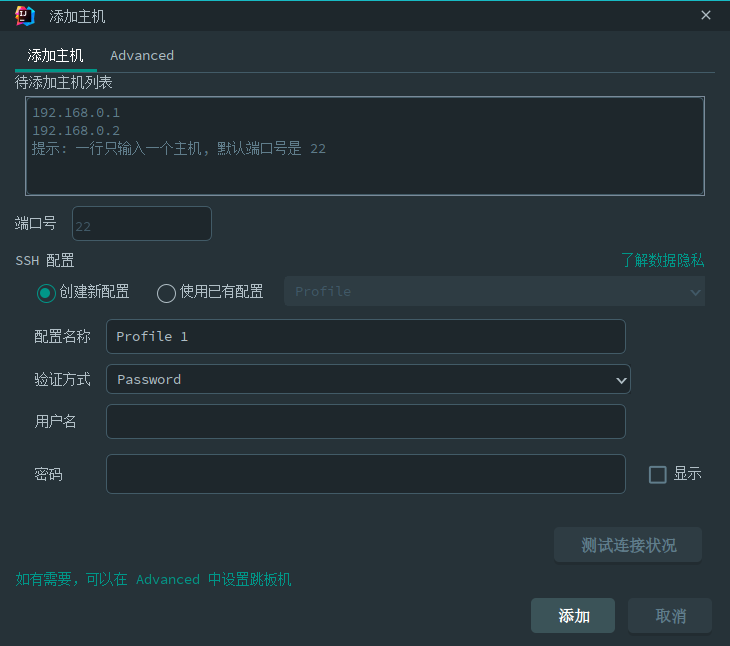 添加主机
添加主机 Advanced
待添加主机列表
192.168.0.1
192.168.0.2
提示: 一行只输入一个主机, 默认端口号是 22
端口号 22
SSH 配置 了解数据隐私
创建新配置 使用已有配置 Profile
配置名称 Profile 1
验证方式 Password
用户名
密码 显示
测试连接状况
如有需要, 可以在 Advanced 中设置跳板机
添加 取消